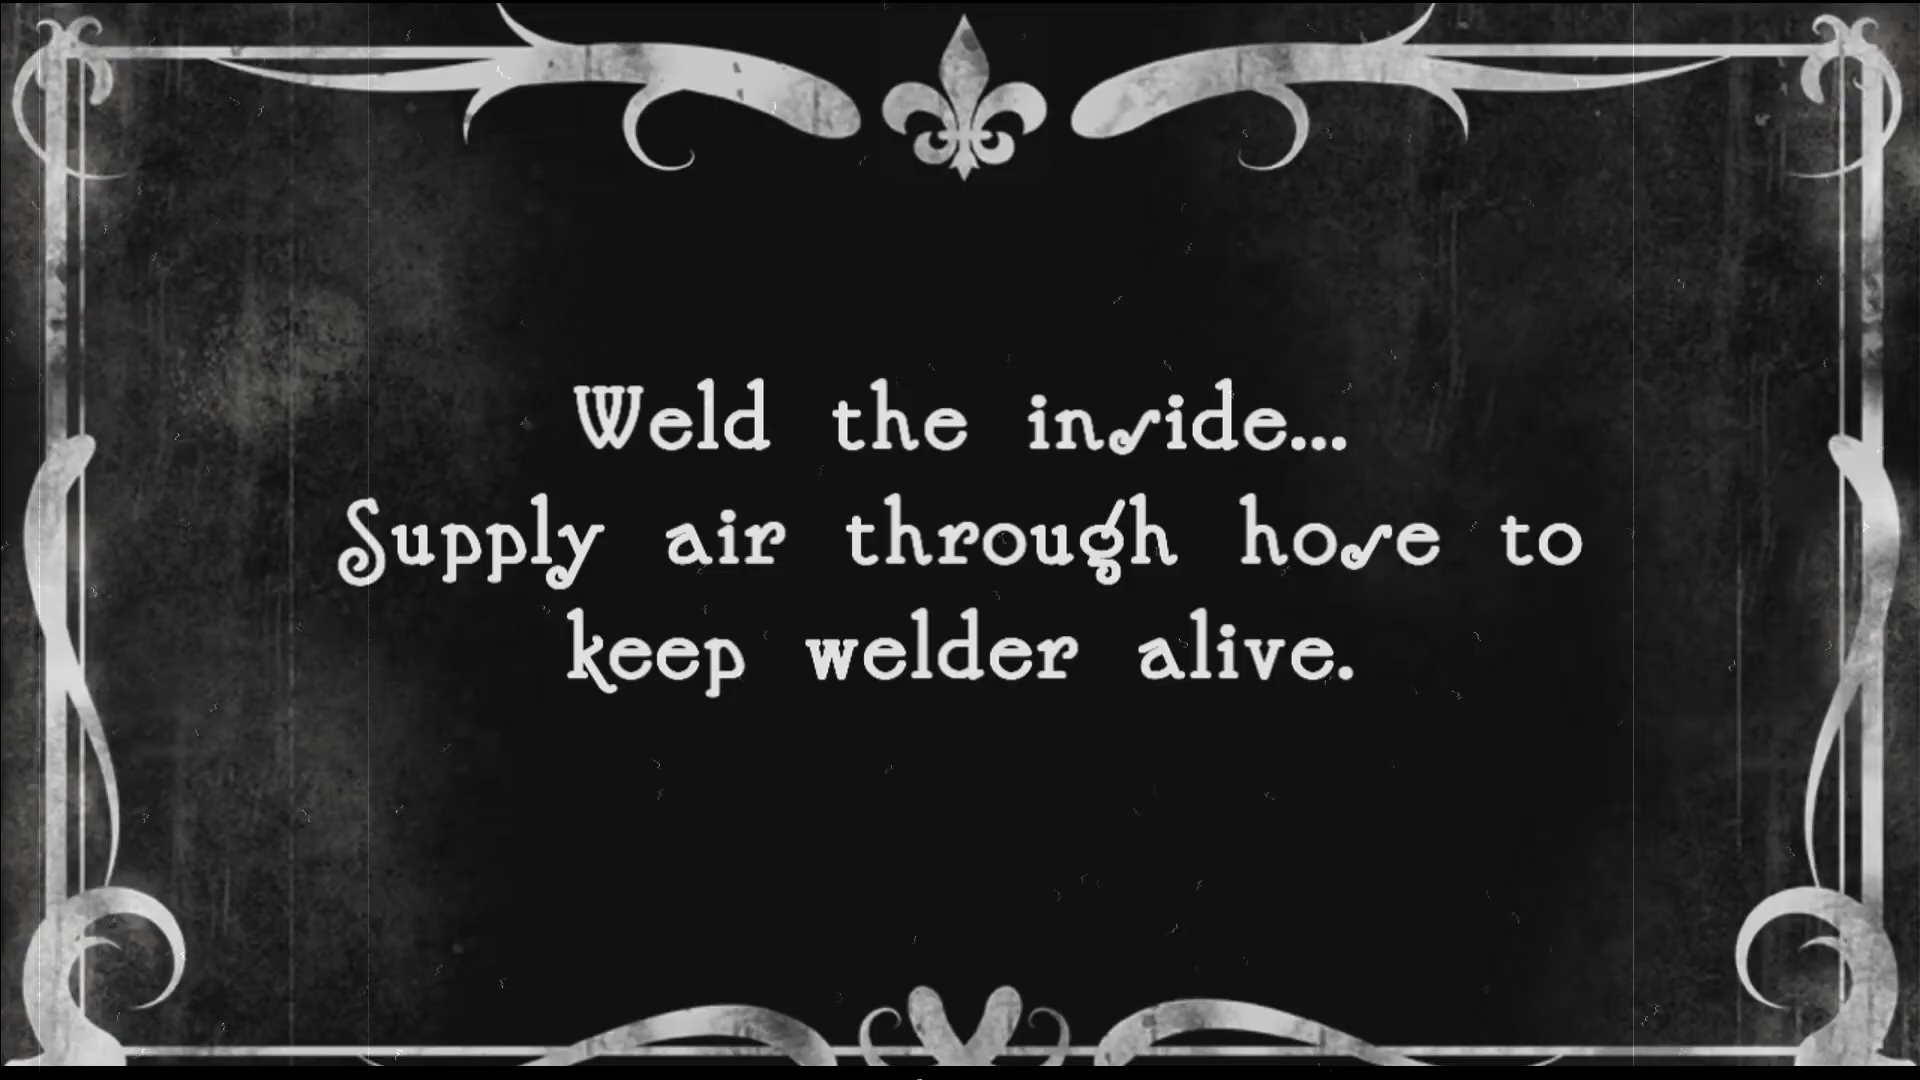 Weld the inside...
Supply air through hose to
keep welder alive.